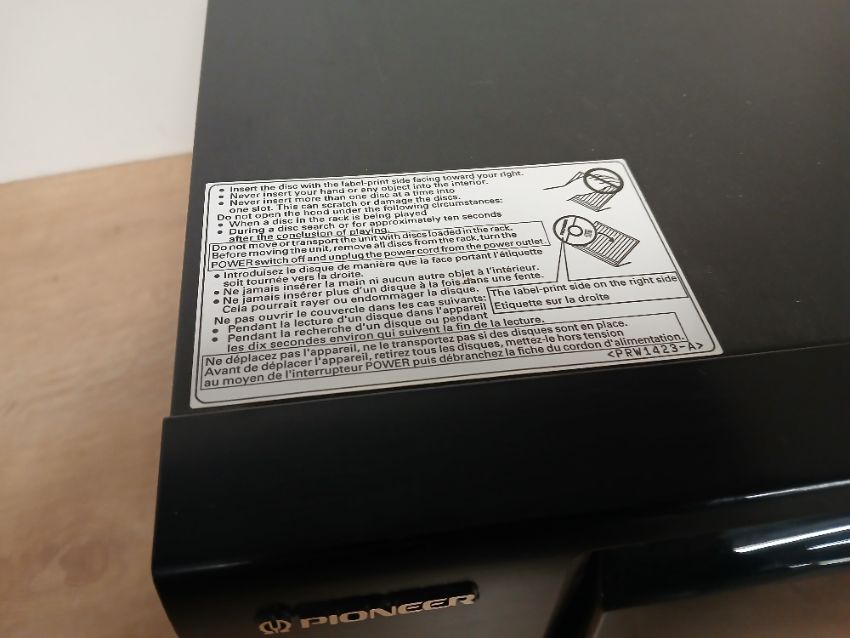 • Insert the disc with the label-print side facing toward your right.
• Never insert your hand or any object into the interior.
• Never insert more than one disc at a time into
one slot. This can scratch or damage the discs.
Do not open the hood under the following circumstances:
• When a disc in the rack is being played
• During a disc search or for approximately ten seconds
after the conclusion of playing.
Do not move or transport the unit with discs loaded in the rack.
Before moving the unit, remove all discs from the rack, turn the
POWER switch off and unplug the power cord from the power outlet.
• Introduisez le disque de manière que la face portant l'étiquette
soit tournée vers la droite.
• Ne jamais insérer la main ni aucun autre objet à l'intérieur.
• Ne jamais insérer plus d'un disque à la fois dans une fente.
Cela pourrait rayer ou endommager le disque.
Ne pas ouvrir le couvercle dans les cas suivants:
• Pendant la lecture d'un disque dans l'appareil
• Pendant la recherche d'un disque ou pendant
les dix secondes environ qui suivent la fin de la lecture.
The label-print side on the right side
Etiquette sur la droite
Ne déplacez pas l'appareil, ne le transportez pas si des disques sont en place.
Avant de déplacer l'appareil, retirez tous les disques, mettez-le hors tension
au moyen de l'interrupteur POWER puis débranchez la fiche du cordon d'alimentation.
<PRW1423-A>
PIONEER